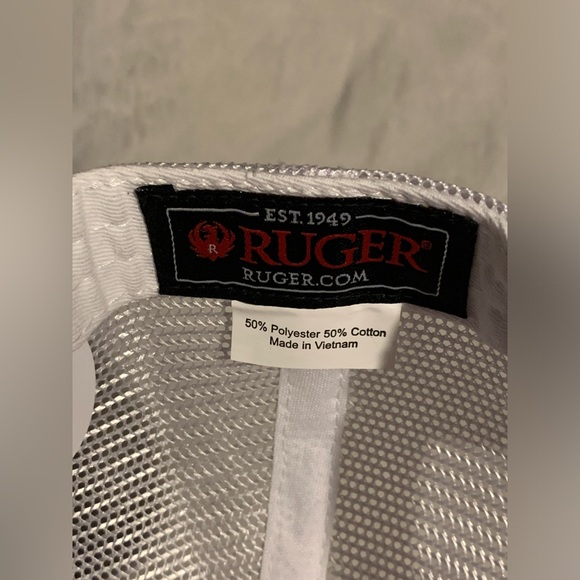 EST. 1949
R RUGER®
RUGER.COM
50% Polyester 50% Cotton
Made in Vietnam